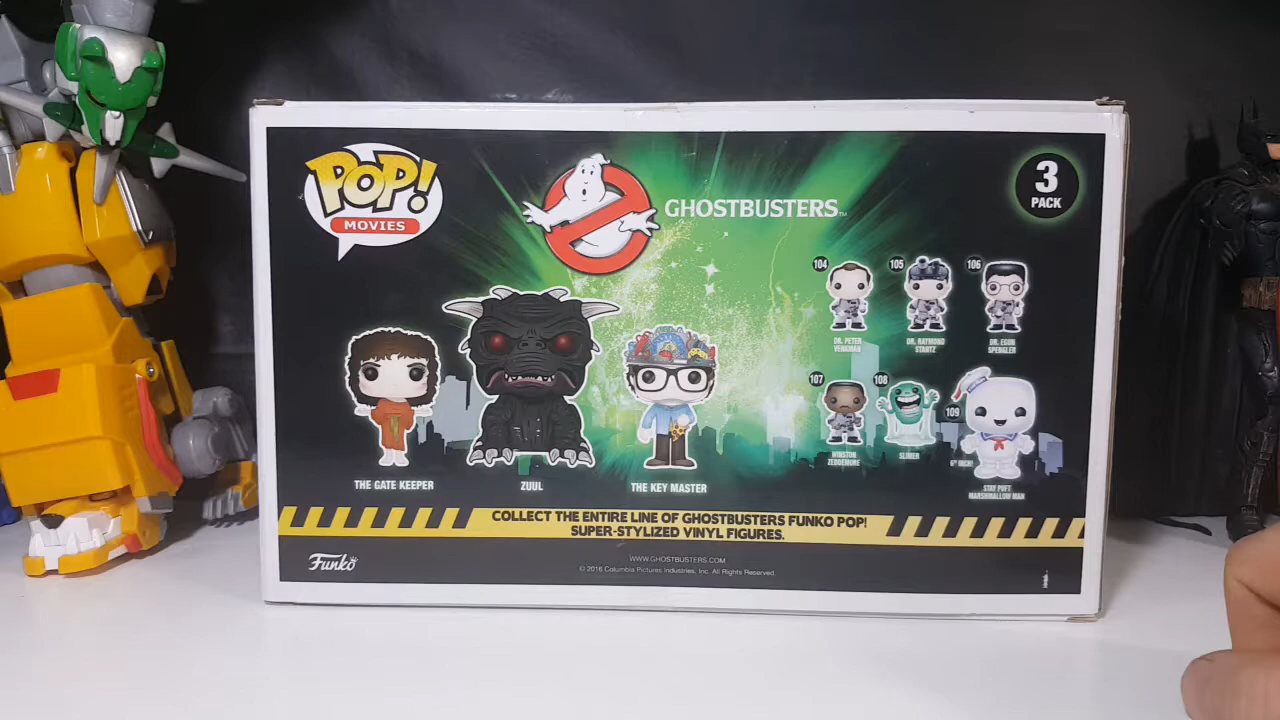 POP!
MOVIES
GHOSTBUSTERS™
3
PACK
104
105
106
DR. PETER
VENKMAN
DR. RAYMOND
STANTZ
DR. EGON
SPENGLER
107
108
109
WINSTON
ZEDDEMORE
SLIMER
6" INCH!
STAY PUFT
MARSHMALLOW MAN
THE GATE KEEPER
ZUUL
THE KEY MASTER
COLLECT THE ENTIRE LINE OF GHOSTBUSTERS FUNKO POP!
SUPER-STYLIZED VINYL FIGURES.
Funko
WWW.GHOSTBUSTERS.COM
© 2016 Columbia Pictures Industries, Inc. All Rights Reserved.